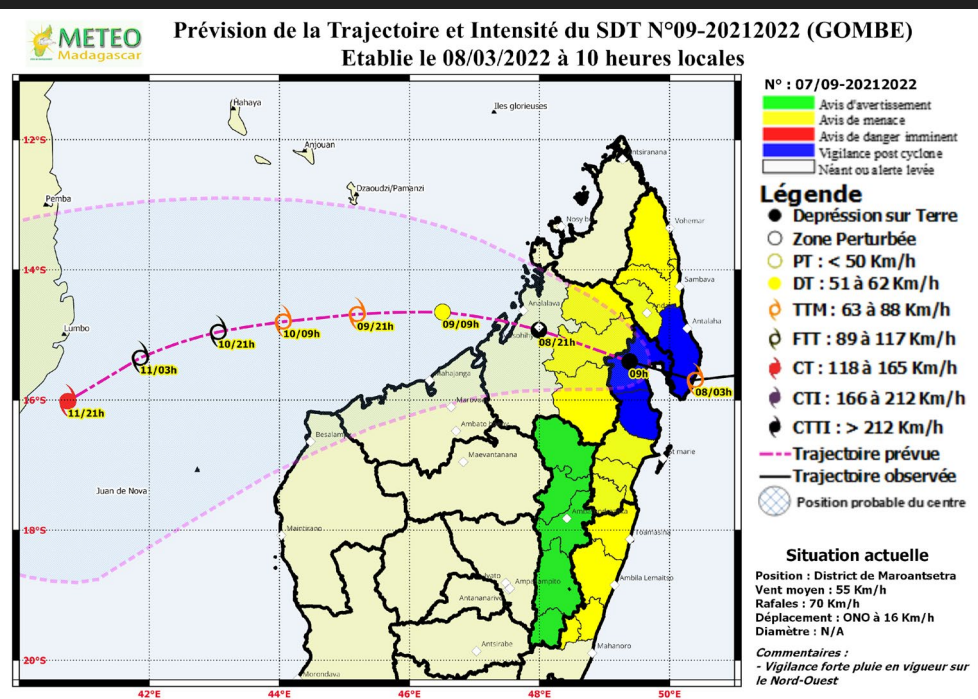 METEO
Madagascar
Prévision de la Trajectoire et Intensité du SDT N°09-20212022 (GOMBE)
Etablie le 08/03/2022 à 10 heures locales
N° : 07/09-20212022
Avis d'avertissement
Avis de menace
Avis de danger imminent
Vigilance post cyclone
Néant ou alerte levée
Légende
Depréssion sur Terre
Zone Perturbée
PT : < 50 Km/h
DT : 51 à 62 Km/h
TTM : 63 à 88 Km/h
FTT : 89 à 117 Km/h
CT : 118 à 165 Km/h
CTI : 166 à 212 Km/h
CTTI : > 212 Km/h
Trajectoire prévue
Trajectoire observée
Position probable du centre
Situation actuelle
Position : District de Maroantsetra
Vent moyen : 55 Km/h
Rafales : 70 Km/h
Déplacement : ONO à 16 Km/h
Diamètre : N/A
Commentaires :
- Vigilance forte pluie en vigueur sur
le Nord-Ouest
Hahaya
Iles glorieuses
12°S
Anjouan
Dzaoudzi/Pamanzi
Pemba
Vohemar
14°S
Sambava
Analalava
Antalaha
Lumbo
09/09h
09/21h
10/09h
10/21h
08/21h
11/03h
09h
08/03h
Mahajanga
16°S
11/21h
Maevantanana
Juan de Nova
18°S
Maintirano
Toamasina
Ambila Lemaitso
Antsirabe
Mahanoro
20°S
Morondava
42°E
44°E
46°E
48°E
50°E